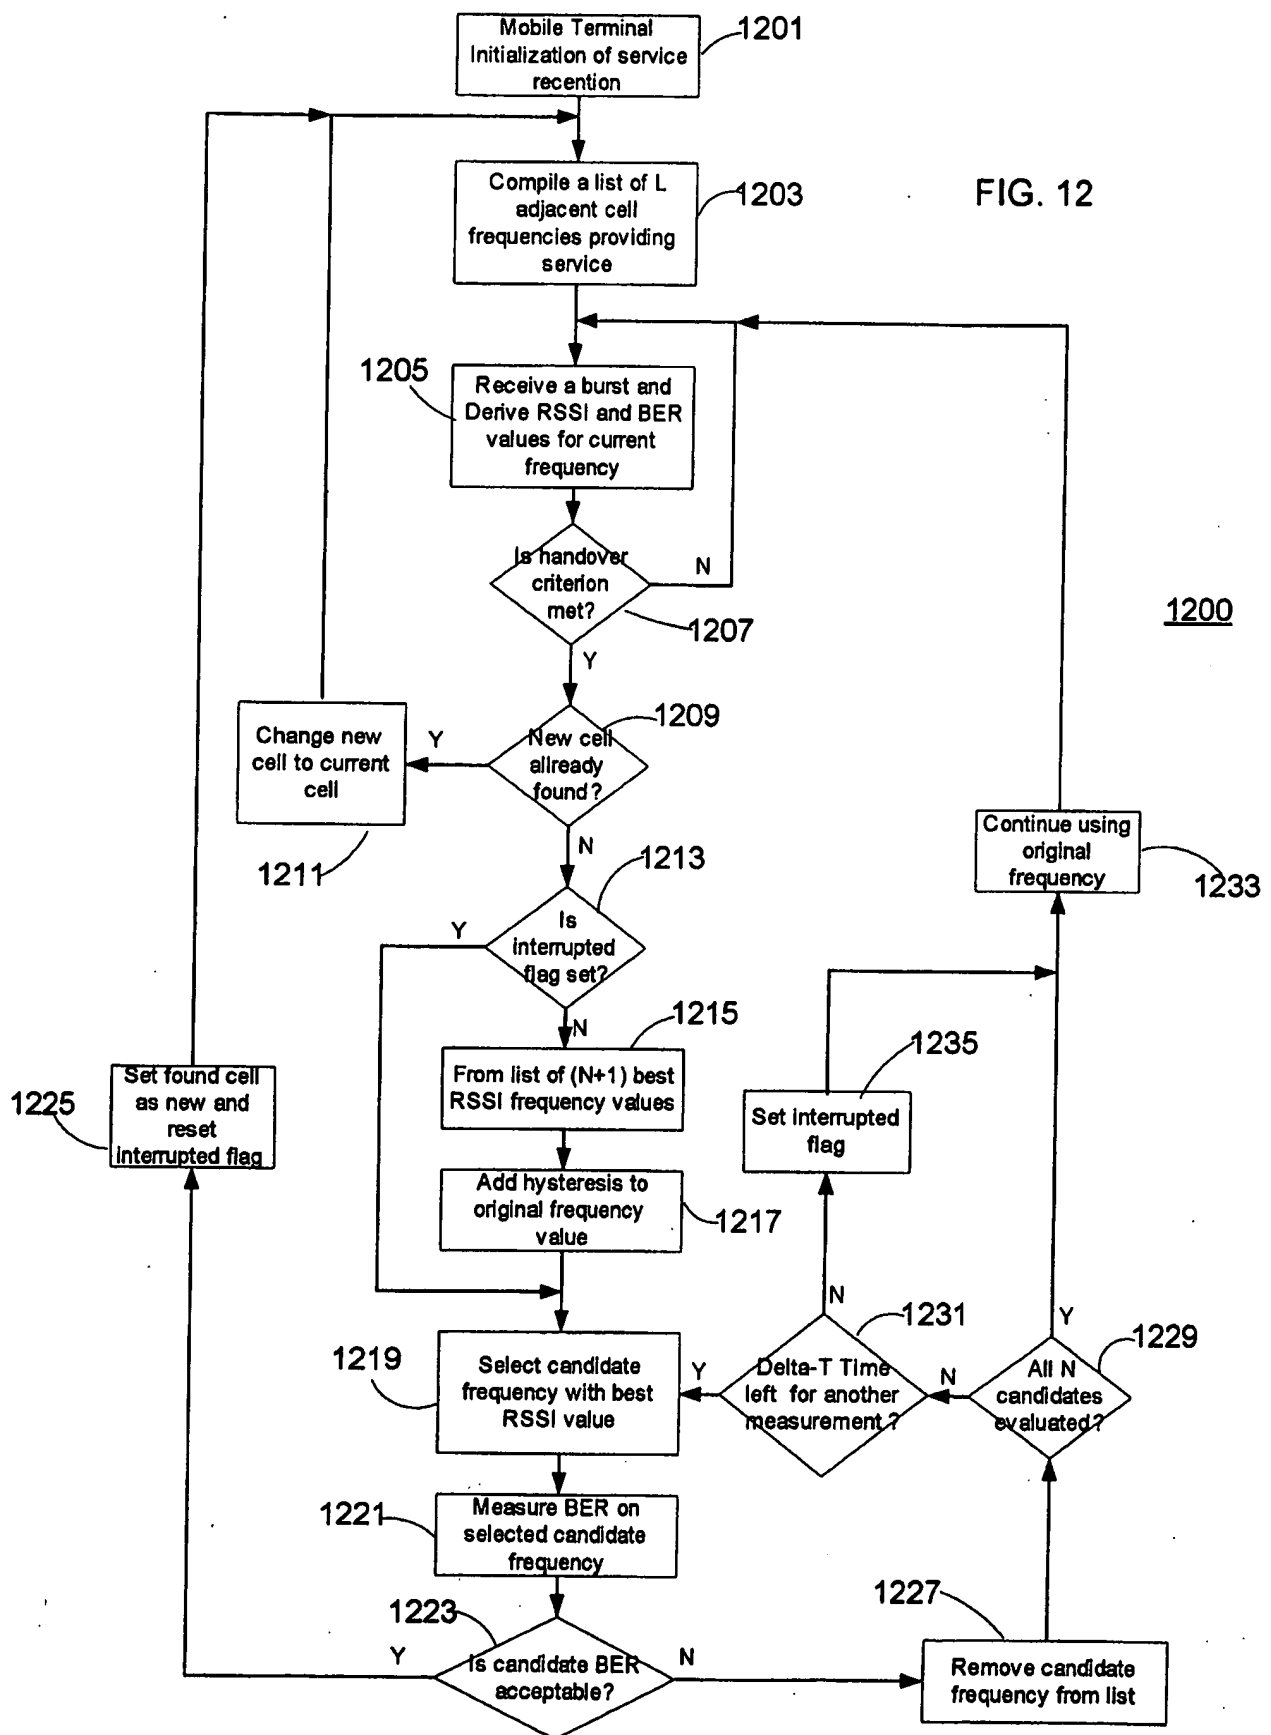 Mobile Terminal
Initialization of service
recention
1201
Compile a list of L
adjacent cell
frequencies providing
service
1203
FIG. 12
1205
Receive a burst and
Derive RSSI and BER
values for current
frequency
Is handover
criterion
met?
N
1207
1200
Y
1209
New cell
allready
found?
Y
Change new
cell to current
cell
1211
N
1213
Is
interrupted
flag set?
Y
N
Continue using
original
frequency
1233
1215
From list of (N+1) best
RSSI frequency values
1235
Set interrupted
flag
Set found cell
as new and
reset
interrupted flag
1225
Add hysteresis to
original frequency
value
1217
N
1231
Y
1229
1219
Select candidate
frequency with best
RSSI value
Y
Delta-T Time
left for another
measurement?
N
All N
candidates
evaluated?
1221
Measure BER on
selected candidate
frequency
1223
1227
Y
Is candidate BER
acceptable?
N
Remove candidate
frequency from list